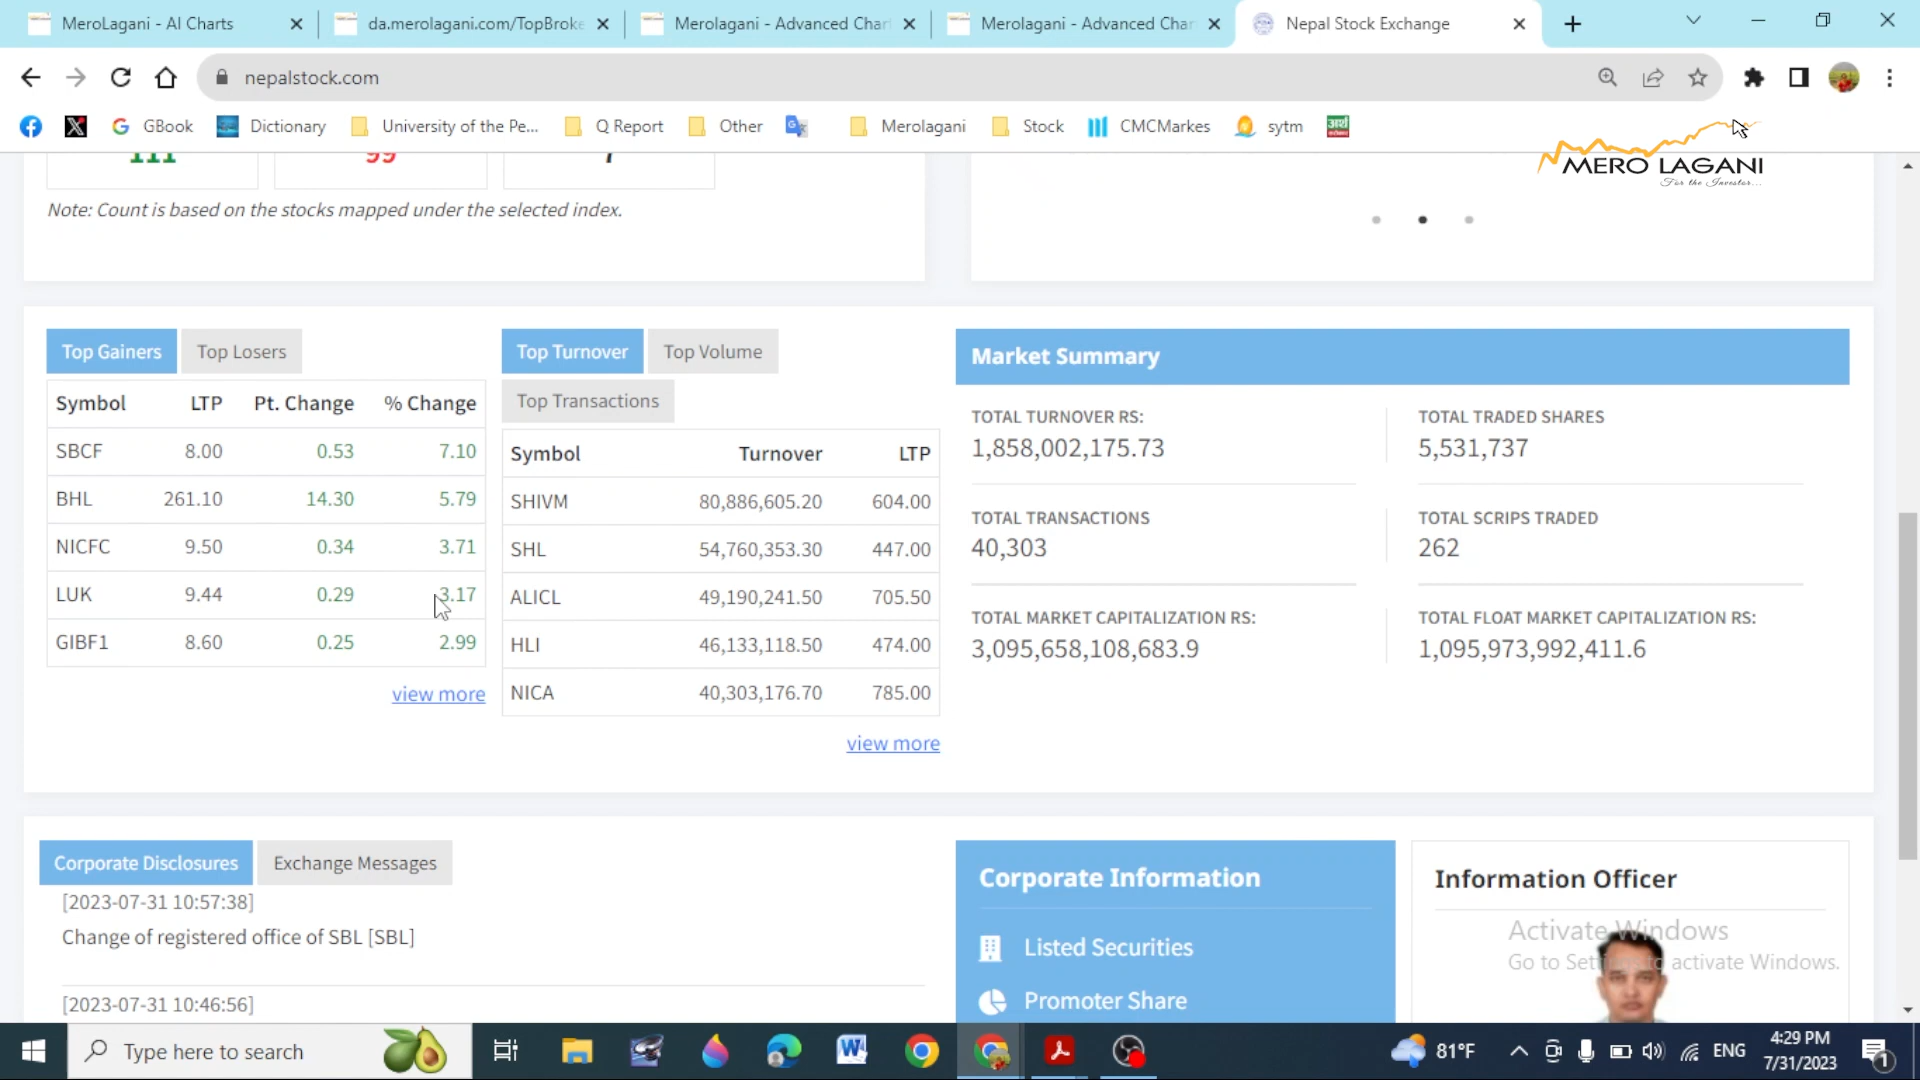 MeroLagani - AI Charts
da.merolagani.com/TopBroke
Merolagani - Advanced Char
Merolagani - Advanced Char
Nepal Stock Exchange
nepalstock.com
GBook
Dictionary
University of the Pe...
Q Report
Other
Merolagani
Stock
CMCMarkes
sytm
MERO LAGANI
For the Investor...
111
99
7
Note: Count is based on the stocks mapped under the selected index.
Top Gainers
Top Losers
Symbol LTP Pt. Change % Change
SBCF 8.00 0.53 7.10
BHL 261.10 14.30 5.79
NICFC 9.50 0.34 3.71
LUK 9.44 0.29 3.17
GIBF1 8.60 0.25 2.99
view more
Top Turnover
Top Volume
Top Transactions
Symbol Turnover LTP
SHIVM 80,886,605.20 604.00
SHL 54,760,353.30 447.00
ALICL 49,190,241.50 705.50
HLI 46,133,118.50 474.00
NICA 40,303,176.70 785.00
view more
Market Summary
TOTAL TURNOVER RS:
1,858,002,175.73
TOTAL TRADED SHARES
5,531,737
TOTAL TRANSACTIONS
40,303
TOTAL SCRIPS TRADED
262
TOTAL MARKET CAPITALIZATION RS:
3,095,658,108,683.9
TOTAL FLOAT MARKET CAPITALIZATION RS:
1,095,973,992,411.6
Corporate Disclosures
Exchange Messages
[2023-07-31 10:57:38]
Change of registered office of SBL [SBL]
[2023-07-31 10:46:56]
Corporate Information
Listed Securities
Promoter Share
Information Officer
Activate Windows
Go to Settings to activate Windows.
Type here to search
81°F
ENG
4:29 PM
7/31/2023
1